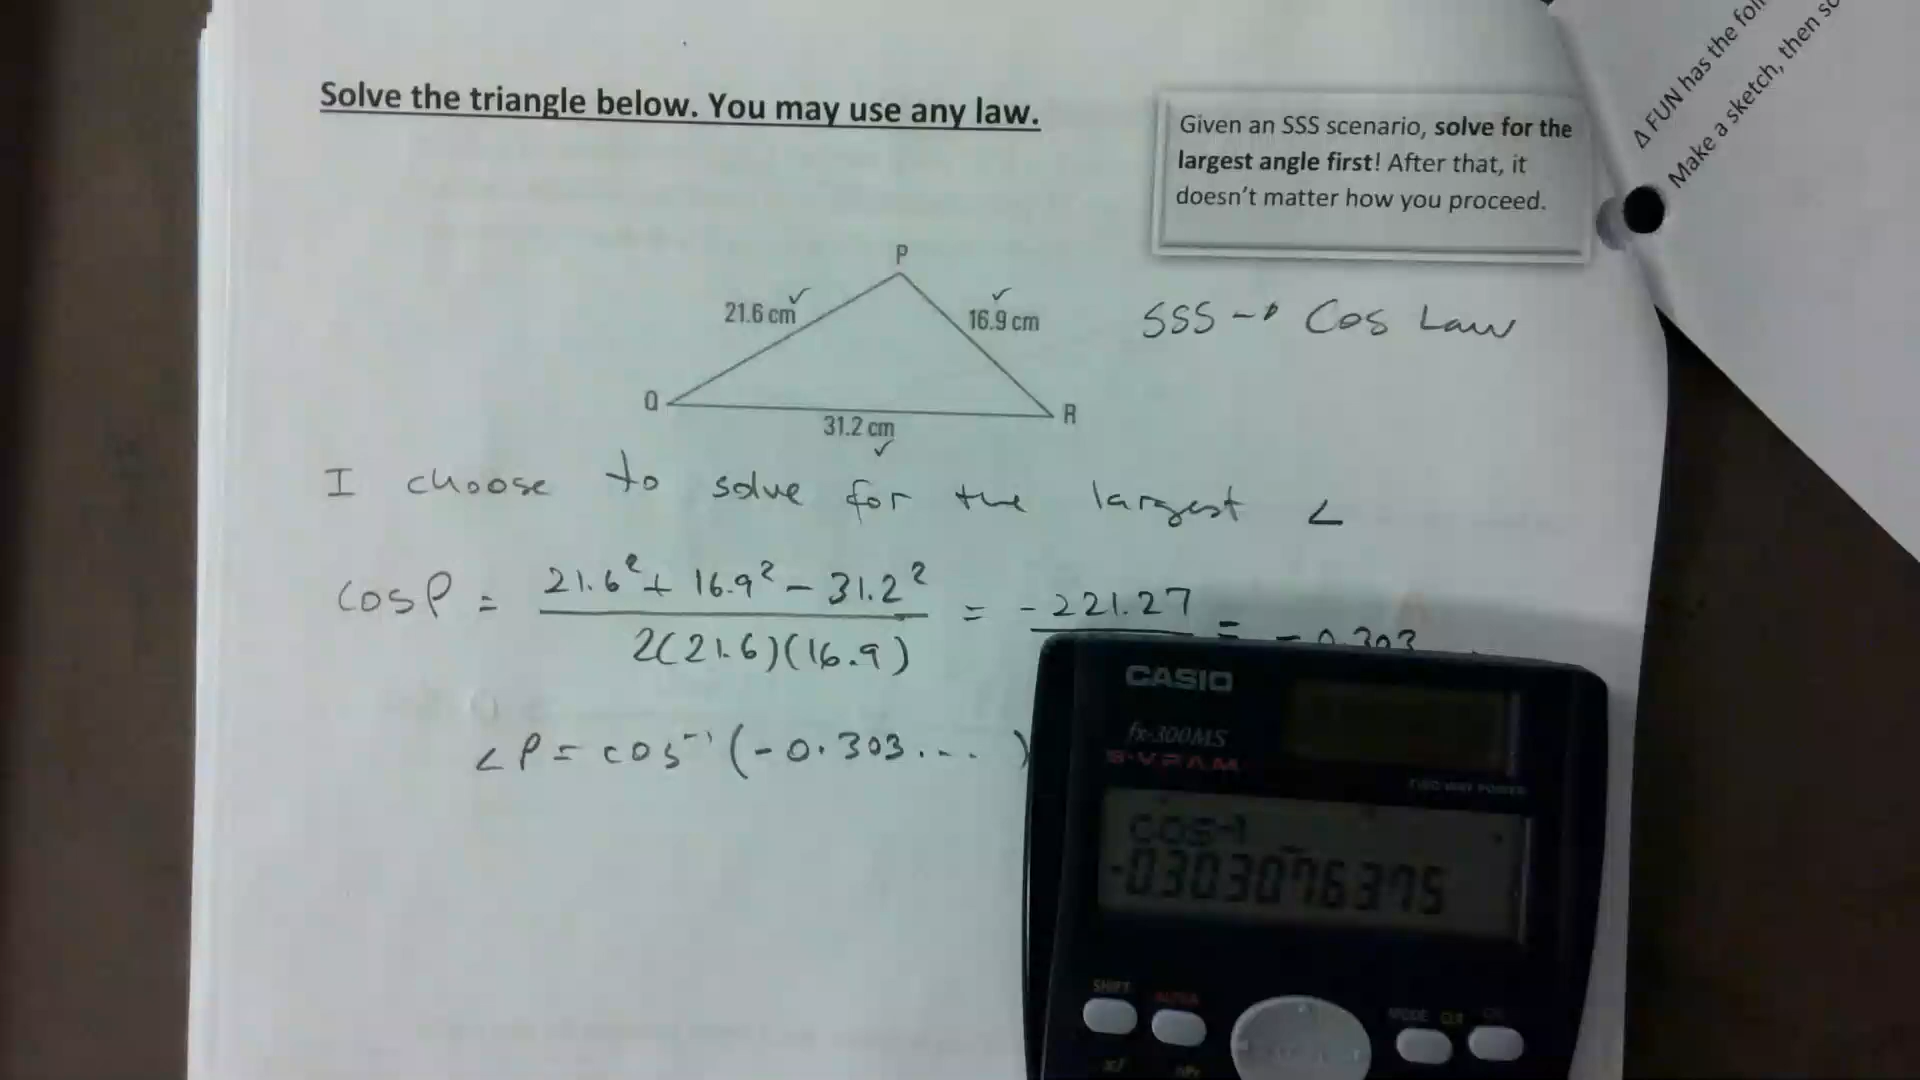 Solve the triangle below. You may use any law.
Given an SSS scenario, solve for the
largest angle first! After that, it
doesn't matter how you proceed.
Δ FUN has the
Make a sketch, then
P
21.6 cm ✓
16.9 cm ✓
Q
R
31.2 cm ✓
SSS → Cos Law
I choose to solve for the largest ∠
cos P = 21.6² + 16.9² − 31.2² / 2(21.6)(16.9) = −221.27 = −0.303
∠P = cos⁻¹ (−0.303... )
CASIO
fx-300MS
S-V.P.A.M.
TWO WAY POWER
cos-1
-0.303076375
SHIFT ALPHA
MODE CLR ON
x!
nPr